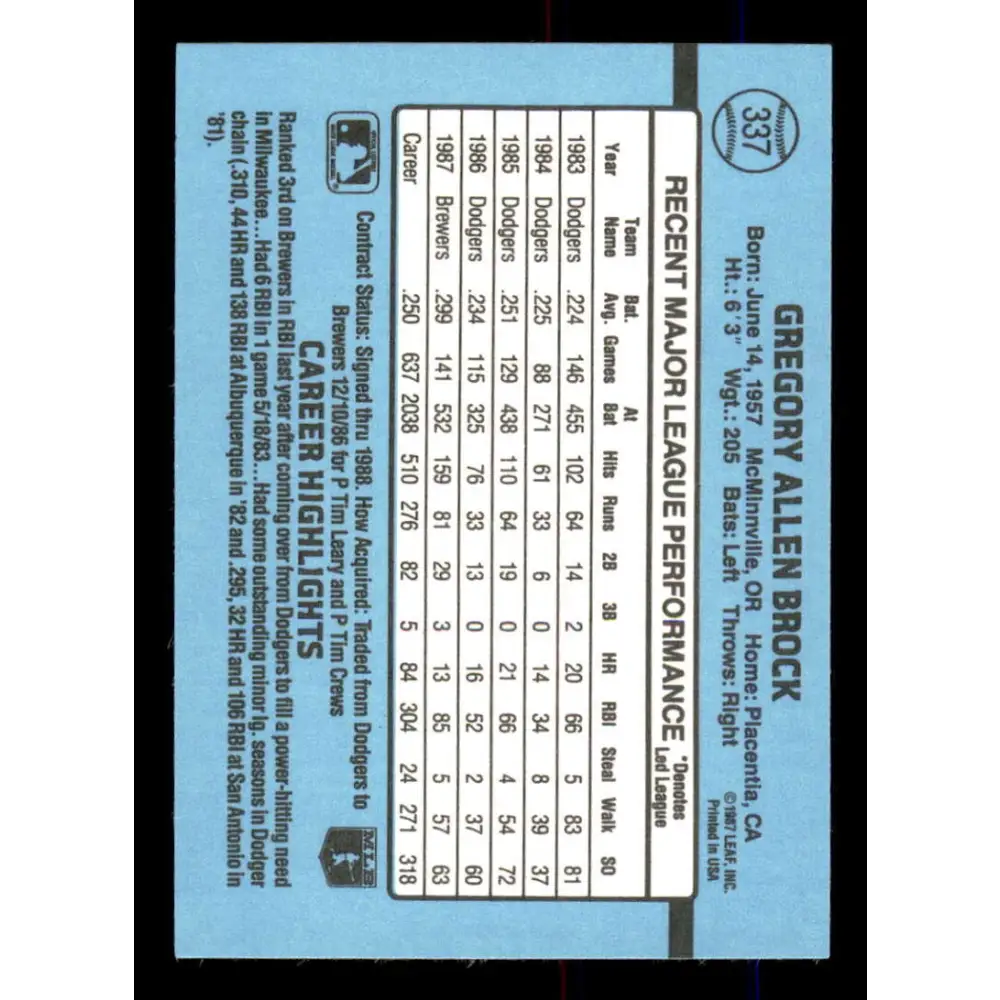 337
GREGORY ALLEN BROCK
Born: June 14, 1957 McMinnville, OR Home: Placentia, CA
Ht.: 6'3" Wgt.: 205 Bats: Left Throws: Right
©1987 LEAF, INC.
Printed in USA
RECENT MAJOR LEAGUE PERFORMANCE
*Denotes
Led League
Year Team Name Bat. Avg. Games At Bat Hits Runs 2B 3B HR RBI Steal Walk SO
1983 Dodgers .224 146 455 102 64 14 2 20 66 5 83 81
1984 Dodgers .225 88 271 61 33 6 0 14 34 8 39 37
1985 Dodgers .251 129 438 110 64 19 0 21 66 4 54 72
1986 Dodgers .234 115 325 76 33 13 0 16 52 2 37 60
1987 Brewers .299 141 532 159 81 29 3 13 85 5 57 63
Career .250 637 2038 510 276 82 5 84 304 24 271 318
Contract Status: Signed thru 1988. How Acquired: Traded from Dodgers to
Brewers 12/10/86 for P Tim Leary and P Tim Crews
MLB
CAREER HIGHLIGHTS
Ranked 3rd on Brewers in RBI last year after coming over from Dodgers to fill a power-hitting need
in Milwaukee...Had 6 RBI in 1 game 5/18/83...Had some outstanding minor lg. seasons in Dodger
chain (.310, 44 HR and 138 RBI at Albuquerque in '82 and .295, 32 HR and 106 RBI at San Antonio in
'81).